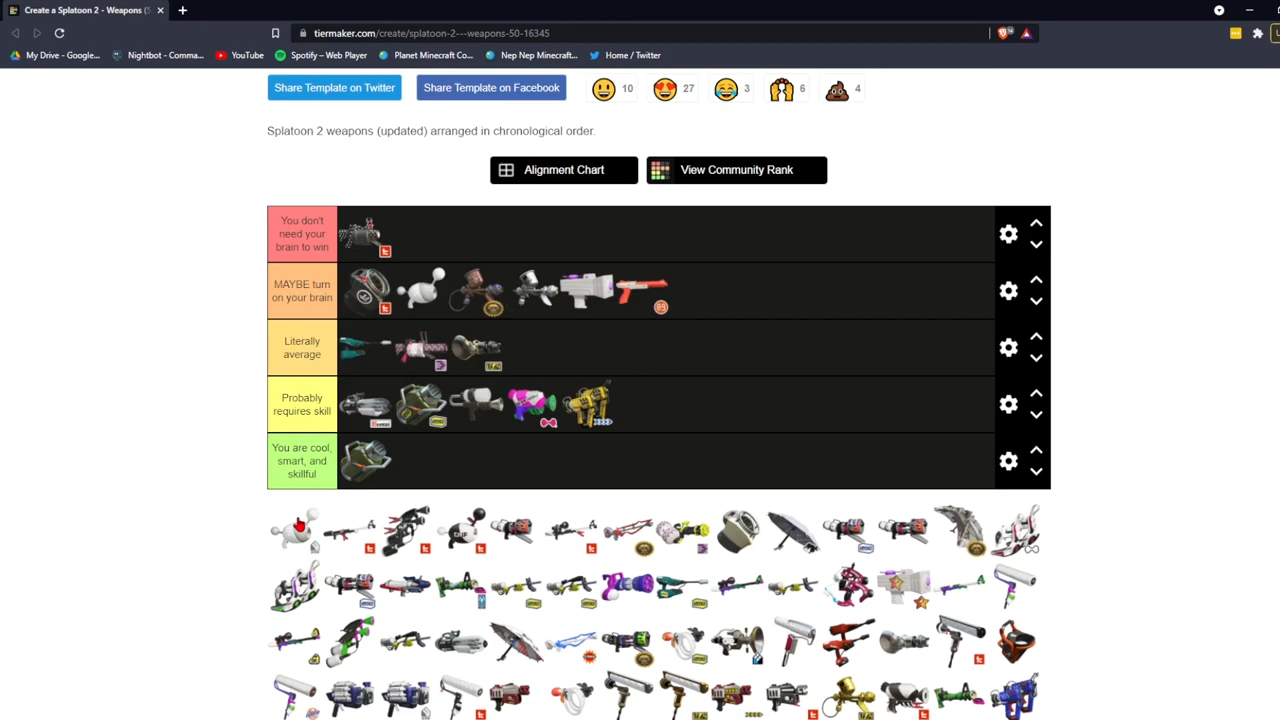 Create a Splatoon 2 - Weapons (5
tiermaker.com/create/splatoon-2---weapons-50-16345
My Drive - Google...
Nightbot - Comma...
YouTube
Spotify – Web Player
Planet Minecraft Co...
Nep Nep Minecraft...
Home / Twitter
Share Template on Twitter
Share Template on Facebook
10
27
3
6
4
Splatoon 2 weapons (updated) arranged in chronological order.
Alignment Chart
View Community Rank
You don't
need your
brain to win
MAYBE turn
on your brain
89
Literally
average
Probably
requires skill
You are cool,
smart, and
skillful